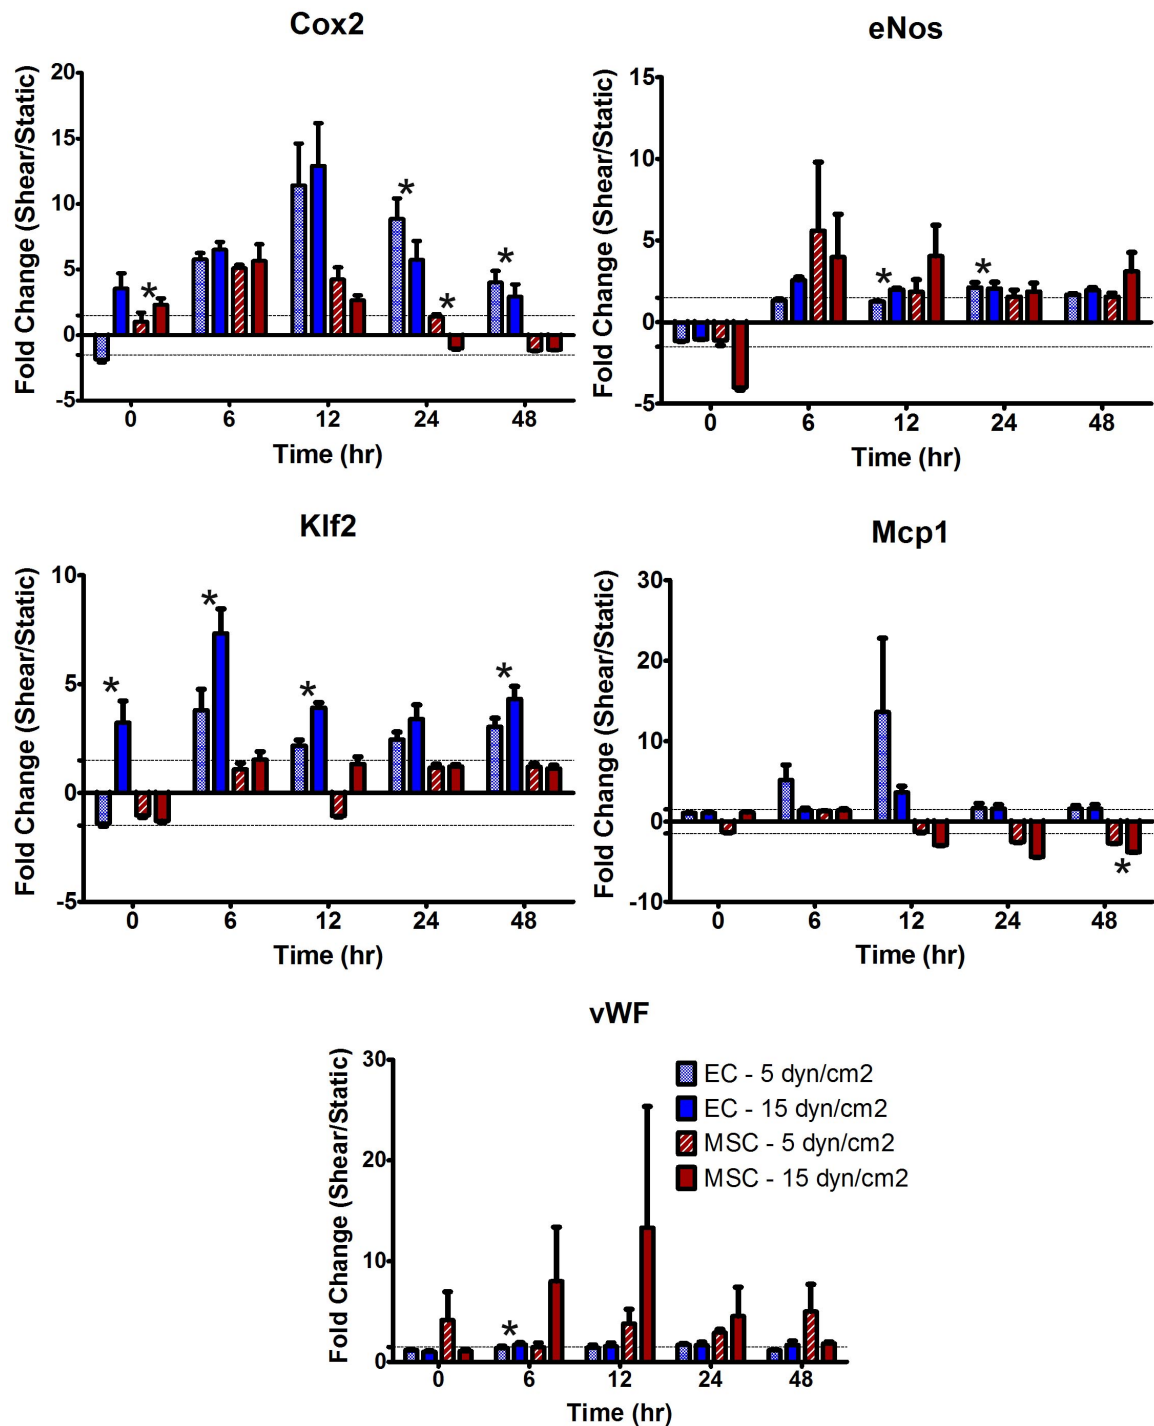 Cox2
Fold Change (Shear/Static)
20
15
10
5
0
-5
0 6 12 24 48
Time (hr)
* * * *
eNos
Fold Change (Shear/Static)
15
10
5
0
-5
0 6 12 24 48
Time (hr)
* *
Klf2
Fold Change (Shear/Static)
10
5
0
-5
0 6 12 24 48
Time (hr)
* * * *
Mcp1
Fold Change (Shear/Static)
30
20
10
0
-10
0 6 12 24 48
Time (hr)
*
vWF
Fold Change (Shear/Static)
30
20
10
0
0 6 12 24 48
Time (hr)
*
EC - 5 dyn/cm2
EC - 15 dyn/cm2
MSC - 5 dyn/cm2
MSC - 15 dyn/cm2